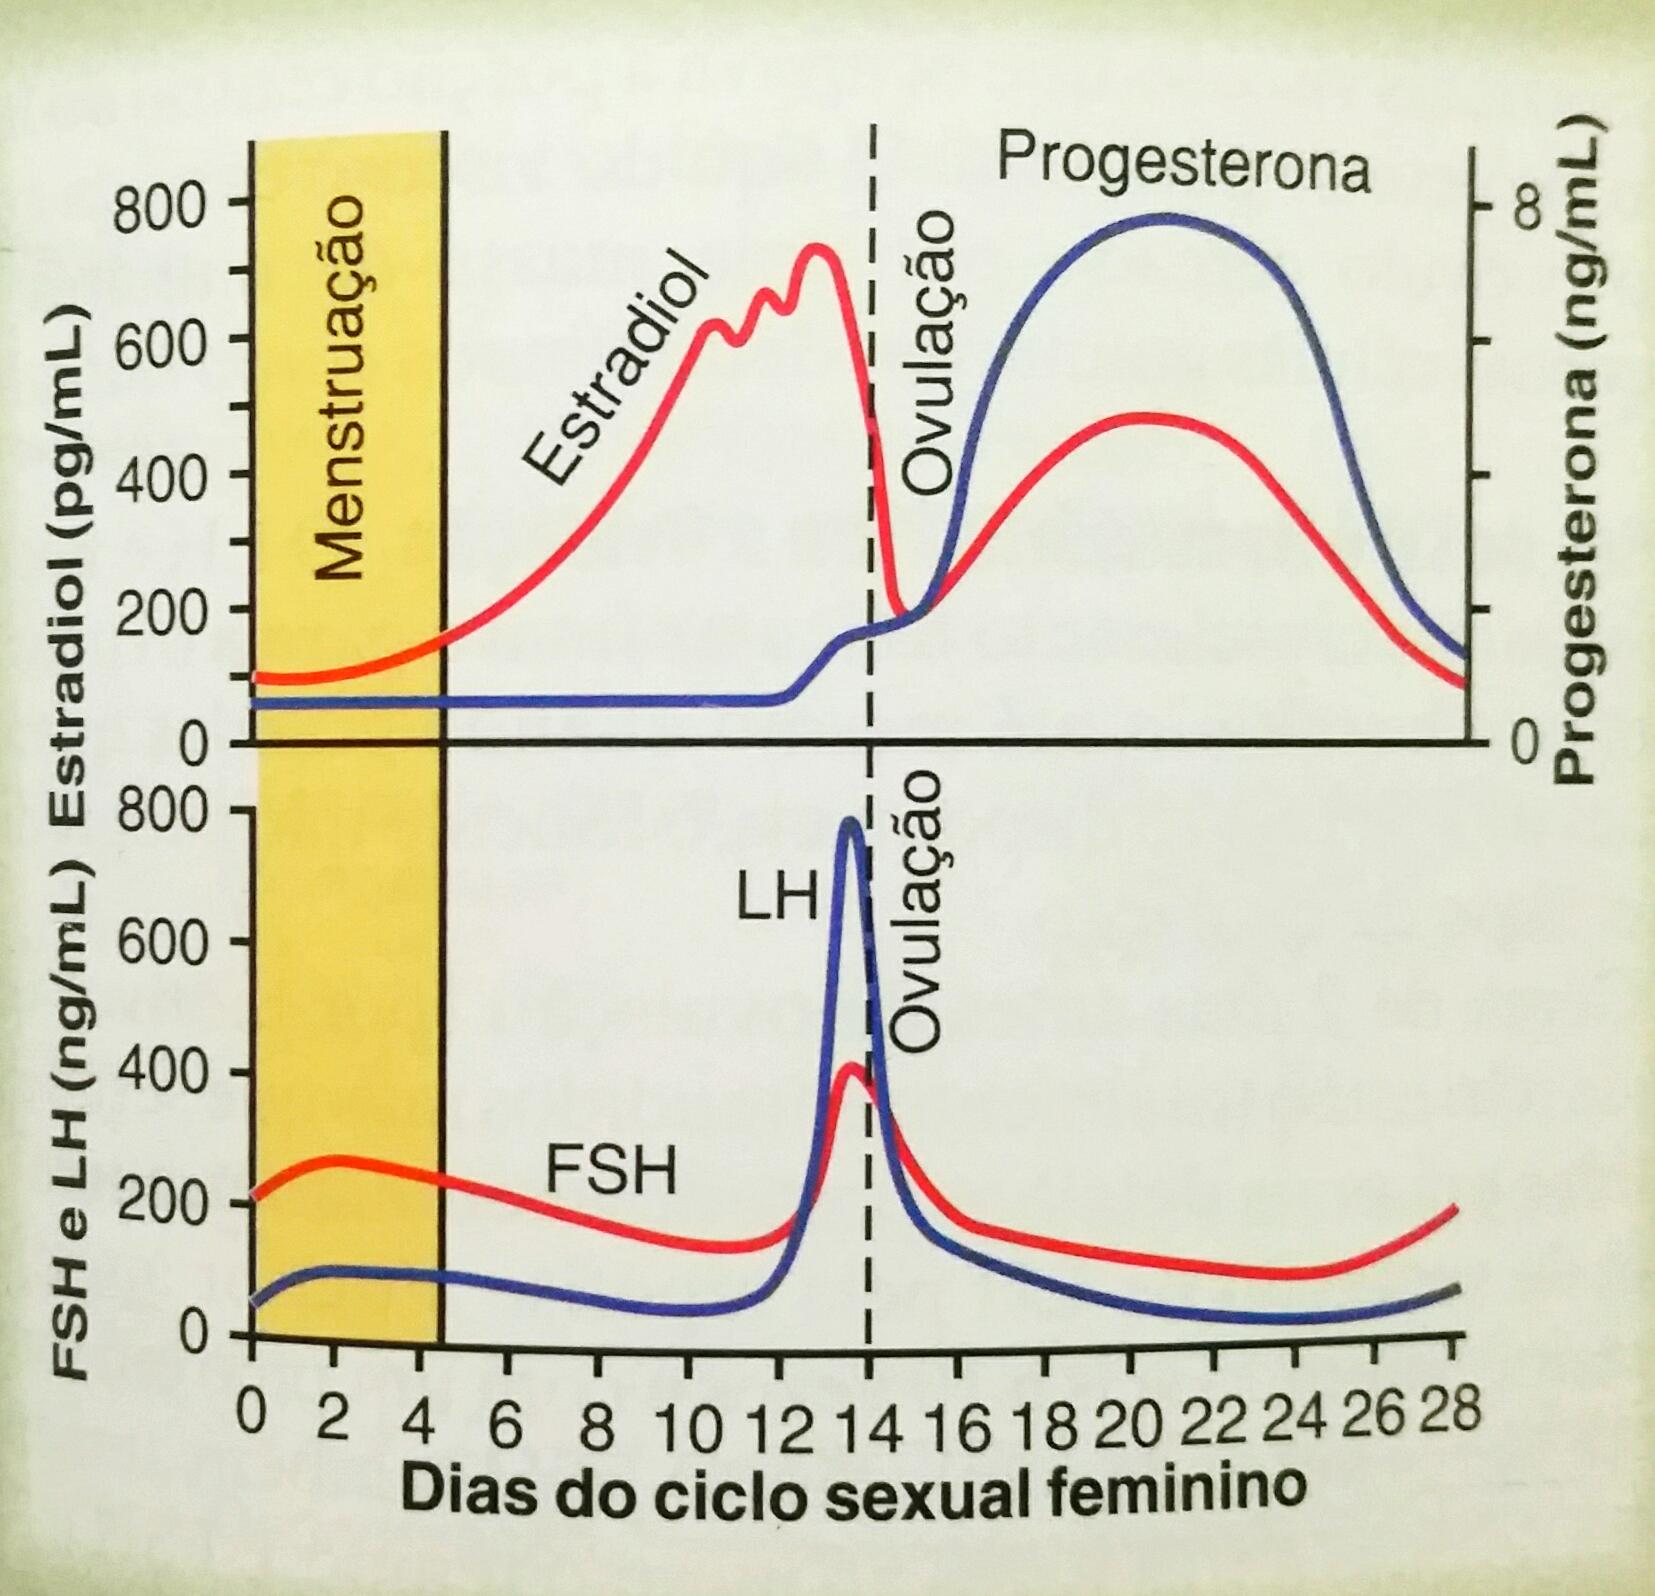 Estradiol (pg/mL)
800
600
400
200
0
Menstruação
Estradiol
Ovulação
Progesterona
8
0
Progesterona (ng/mL)
FSH e LH (ng/mL)
800
600
400
200
0
LH
FSH
Ovulação
0 2 4 6 8 10 12 14 16 18 20 22 24 26 28
Dias do ciclo sexual feminino